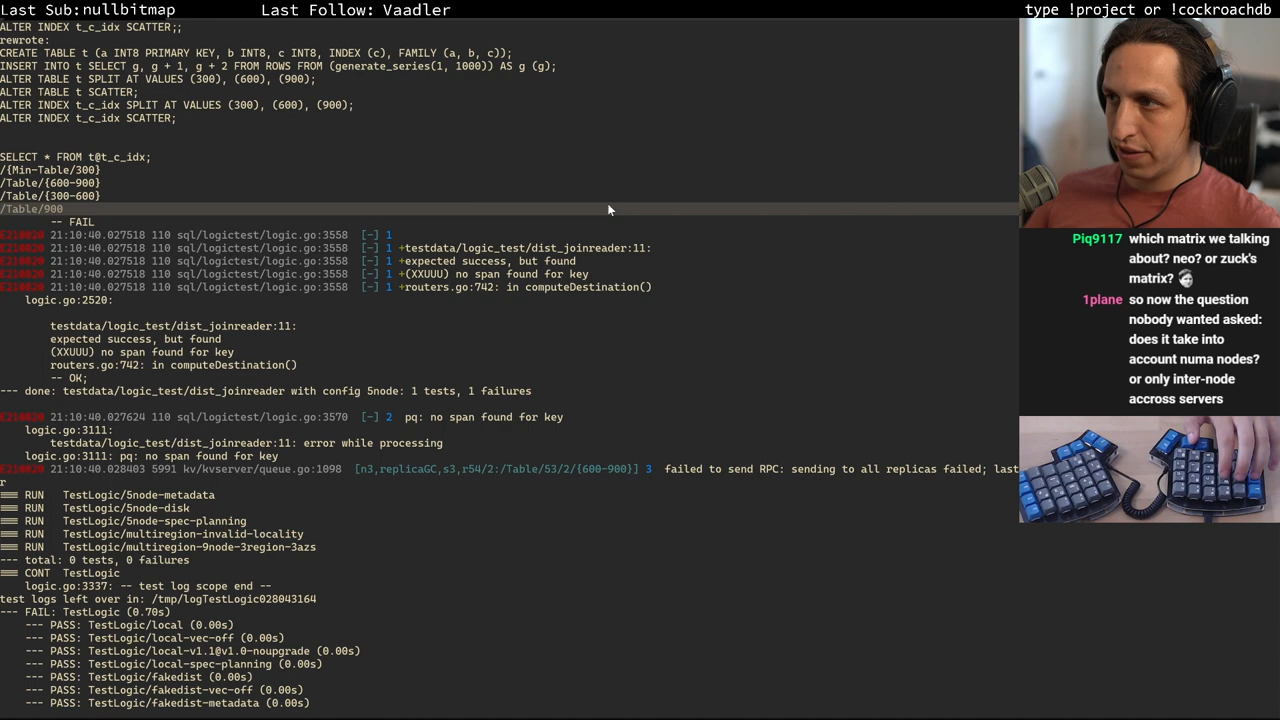 Last Sub:nullbitmap
Last Follow: Vaadler
type !project or !cockroachdb
ALTER INDEX t_c_idx SCATTER;;
rewrote:
CREATE TABLE t (a INT8 PRIMARY KEY, b INT8, c INT8, INDEX (c), FAMILY (a, b, c));
INSERT INTO t SELECT g, g + 1, g + 2 FROM ROWS FROM (generate_series(1, 1000)) AS g (g);
ALTER TABLE t SPLIT AT VALUES (300), (600), (900);
ALTER TABLE t SCATTER;
ALTER INDEX t_c_idx SPLIT AT VALUES (300), (600), (900);
ALTER INDEX t_c_idx SCATTER;
SELECT * FROM t@t_c_idx;
/{Min-Table/300}
/Table/{600-900}
/Table/{300-600}
/Table/900
-- FAIL
E210820 21:10:40.027518 110 sql/logictest/logic.go:3558  [-] 1
E210820 21:10:40.027518 110 sql/logictest/logic.go:3558  [-] 1 +testdata/logic_test/dist_joinreader:11:
E210820 21:10:40.027518 110 sql/logictest/logic.go:3558  [-] 1 +expected success, but found
E210820 21:10:40.027518 110 sql/logictest/logic.go:3558  [-] 1 +(XXUUU) no span found for key
E210820 21:10:40.027518 110 sql/logictest/logic.go:3558  [-] 1 +routers.go:742: in computeDestination()
logic.go:2520:
testdata/logic_test/dist_joinreader:11:
expected success, but found
(XXUUU) no span found for key
routers.go:742: in computeDestination()
-- OK;
--- done: testdata/logic_test/dist_joinreader with config 5node: 1 tests, 1 failures
E210820 21:10:40.027624 110 sql/logictest/logic.go:3570  [-] 2  pq: no span found for key
logic.go:3111:
testdata/logic_test/dist_joinreader:11: error while processing
logic.go:3111: pq: no span found for key
E210820 21:10:40.028403 5991 kv/kvserver/queue.go:1098  [n3,replicaGC,s3,r54/2:/Table/53/2/{600-900}] 3  failed to send RPC: sending to all replicas failed; last
r
=== RUN   TestLogic/5node-metadata
=== RUN   TestLogic/5node-disk
=== RUN   TestLogic/5node-spec-planning
=== RUN   TestLogic/multiregion-invalid-locality
=== RUN   TestLogic/multiregion-9node-3region-3azs
--- total: 0 tests, 0 failures
=== CONT  TestLogic
logic.go:3337: -- test log scope end --
test logs left over in: /tmp/logTestLogic028043164
--- FAIL: TestLogic (0.70s)
--- PASS: TestLogic/local (0.00s)
--- PASS: TestLogic/local-vec-off (0.00s)
--- PASS: TestLogic/local-v1.1@v1.0-noupgrade (0.00s)
--- PASS: TestLogic/local-spec-planning (0.00s)
--- PASS: TestLogic/fakedist (0.00s)
--- PASS: TestLogic/fakedist-vec-off (0.00s)
--- PASS: TestLogic/fakedist-metadata (0.00s)
Piq9117 which matrix we talking
about? neo? or zuck's
matrix?
1plane so now the question
nobody wanted asked:
does it take into
account numa nodes?
or only inter-node
accross servers